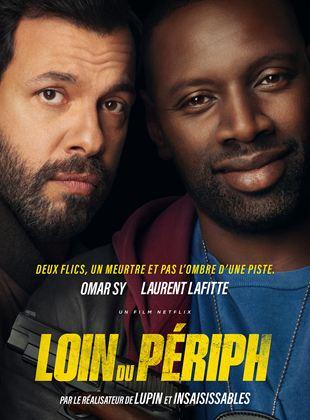 DEUX FLICS, UN MEURTRE ET PAS L'OMBRE D'UNE PISTE.
OMAR SY LAURENT LAFITTE
UN FILM NETFLIX
LOIN DU PÉRIPH
PAR LE RÉALISATEUR DE LUPIN ET INSAISISSABLES